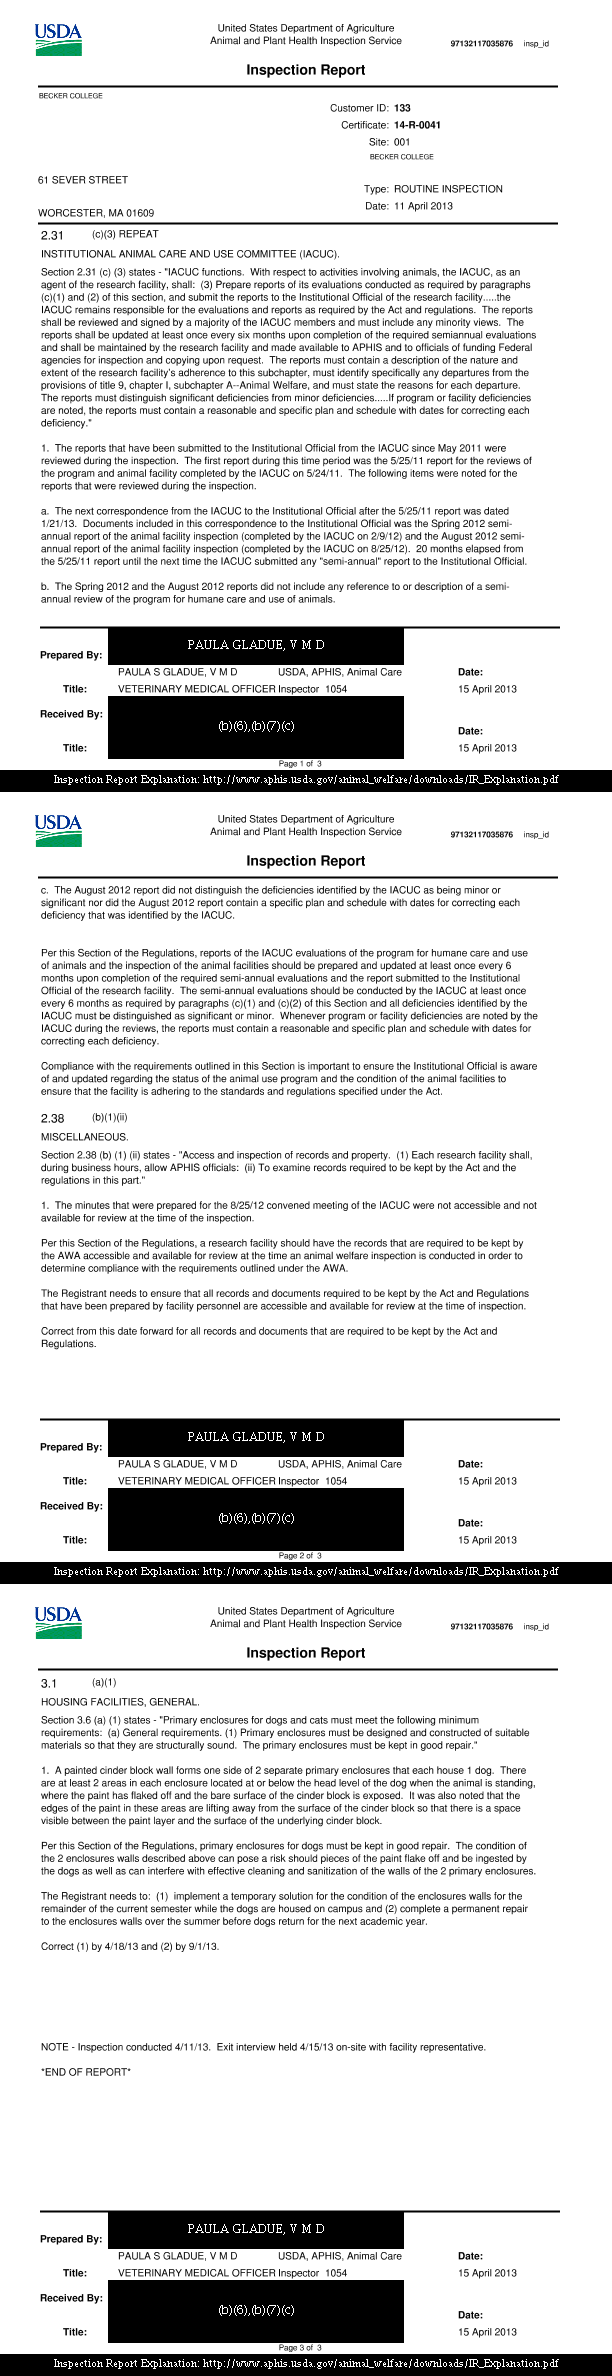 USDA
United States Department of Agriculture
Animal and Plant Health Inspection Service
97132117035876 insp_id
Inspection Report
BECKER COLLEGE
Customer ID: 133
Certificate: 14-R-0041
Site: 001
BECKER COLLEGE
61 SEVER STREET
Type: ROUTINE INSPECTION
Date: 11 April 2013
WORCESTER, MA 01609
2.31 (c)(3) REPEAT
INSTITUTIONAL ANIMAL CARE AND USE COMMITTEE (IACUC).
Section 2.31 (c) (3) states - "IACUC functions. With respect to activities involving animals, the IACUC, as an
agent of the research facility, shall: (3) Prepare reports of its evaluations conducted as required by paragraphs
(c)(1) and (2) of this section, and submit the reports to the Institutional Official of the research facility.....the
IACUC remains responsible for the evaluations and reports as required by the Act and regulations. The reports
shall be reviewed and signed by a majority of the IACUC members and must include any minority views. The
reports shall be updated at least once every six months upon completion of the required semiannual evaluations
and shall be maintained by the research facility and made available to APHIS and to officials of funding Federal
agencies for inspection and copying upon request. The reports must contain a description of the nature and
extent of the research facility's adherence to this subchapter, must identify specifically any departures from the
provisions of title 9, chapter I, subchapter A--Animal Welfare, and must state the reasons for each departure.
The reports must distinguish significant deficiencies from minor deficiencies.....If program or facility deficiencies
are noted, the reports must contain a reasonable and specific plan and schedule with dates for correcting each
deficiency."
1. The reports that have been submitted to the Institutional Official from the IACUC since May 2011 were
reviewed during the inspection. The first report during this time period was the 5/25/11 report for the reviews of
the program and animal facility completed by the IACUC on 5/24/11. The following items were noted for the
reports that were reviewed during the inspection.
a. The next correspondence from the IACUC to the Institutional Official after the 5/25/11 report was dated
1/21/13. Documents included in this correspondence to the Institutional Official was the Spring 2012 semi-
annual report of the animal facility inspection (completed by the IACUC on 2/9/12) and the August 2012 semi-
annual report of the animal facility inspection (completed by the IACUC on 8/25/12). 20 months elapsed from
the 5/25/11 report until the next time the IACUC submitted any "semi-annual" report to the Institutional Official.
b. The Spring 2012 and the August 2012 reports did not include any reference to or description of a semi-
annual review of the program for humane care and use of animals.
PAULA GLADUE, V M D
Prepared By:
PAULA S GLADUE, V M D USDA, APHIS, Animal Care Date:
Title: VETERINARY MEDICAL OFFICER Inspector 1054 15 April 2013
Received By:
(b)(6),(b)(7)(c)
Date:
Title: 15 April 2013
Page 1 of 3
Inspection Report Explanation: http://www.aphis.usda.gov/animal_welfare/downloads/IR_Explanation.pdf
USDA
United States Department of Agriculture
Animal and Plant Health Inspection Service
97132117035876 insp_id
Inspection Report
c. The August 2012 report did not distinguish the deficiencies identified by the IACUC as being minor or
significant nor did the August 2012 report contain a specific plan and schedule with dates for correcting each
deficiency that was identified by the IACUC.
Per this Section of the Regulations, reports of the IACUC evaluations of the program for humane care and use
of animals and the inspection of the animal facilities should be prepared and updated at least once every 6
months upon completion of the required semi-annual evaluations and the report submitted to the Institutional
Official of the research facility. The semi-annual evaluations should be conducted by the IACUC at least once
every 6 months as required by paragraphs (c)(1) and (c)(2) of this Section and all deficiencies identified by the
IACUC must be distinguished as significant or minor. Whenever program or facility deficiencies are noted by the
IACUC during the reviews, the reports must contain a reasonable and specific plan and schedule with dates for
correcting each deficiency.
Compliance with the requirements outlined in this Section is important to ensure the Institutional Official is aware
of and updated regarding the status of the animal use program and the condition of the animal facilities to
ensure that the facility is adhering to the standards and regulations specified under the Act.
2.38 (b)(1)(ii)
MISCELLANEOUS.
Section 2.38 (b) (1) (ii) states - "Access and inspection of records and property. (1) Each research facility shall,
during business hours, allow APHIS officials: (ii) To examine records required to be kept by the Act and the
regulations in this part."
1. The minutes that were prepared for the 8/25/12 convened meeting of the IACUC were not accessible and not
available for review at the time of the inspection.
Per this Section of the Regulations, a research facility should have the records that are required to be kept by
the AWA accessible and available for review at the time an animal welfare inspection is conducted in order to
determine compliance with the requirements outlined under the AWA.
The Registrant needs to ensure that all records and documents required to be kept by the Act and Regulations
that have been prepared by facility personnel are accessible and available for review at the time of inspection.
Correct from this date forward for all records and documents that are required to be kept by the Act and
Regulations.
PAULA GLADUE, V M D
Prepared By:
PAULA S GLADUE, V M D USDA, APHIS, Animal Care Date:
Title: VETERINARY MEDICAL OFFICER Inspector 1054 15 April 2013
Received By:
(b)(6),(b)(7)(c)
Date:
Title: 15 April 2013
Page 2 of 3
Inspection Report Explanation: http://www.aphis.usda.gov/animal_welfare/downloads/IR_Explanation.pdf
USDA
United States Department of Agriculture
Animal and Plant Health Inspection Service
97132117035876 insp_id
Inspection Report
3.1 (a)(1)
HOUSING FACILITIES, GENERAL.
Section 3.6 (a) (1) states - "Primary enclosures for dogs and cats must meet the following minimum
requirements: (a) General requirements. (1) Primary enclosures must be designed and constructed of suitable
materials so that they are structurally sound. The primary enclosures must be kept in good repair."
1. A painted cinder block wall forms one side of 2 separate primary enclosures that each house 1 dog. There
are at least 2 areas in each enclosure located at or below the head level of the dog when the animal is standing,
where the paint has flaked off and the bare surface of the cinder block is exposed. It was also noted that the
edges of the paint in these areas are lifting away from the surface of the cinder block so that there is a space
visible between the paint layer and the surface of the underlying cinder block.
Per this Section of the Regulations, primary enclosures for dogs must be kept in good repair. The condition of
the 2 enclosure walls described above can pose a risk should pieces of the paint flake off and be ingested by
the dogs as well as can interfere with effective cleaning and sanitization of the walls of the 2 primary enclosures.
The Registrant needs to: (1) implement a temporary solution for the condition of the enclosures walls for the
remainder of the current semester while the dogs are housed on campus and (2) complete a permanent repair
to the enclosures walls over the summer before dogs return for the next academic year.
Correct (1) by 4/18/13 and (2) by 9/1/13.
NOTE - Inspection conducted 4/11/13. Exit interview held 4/15/13 on-site with facility representative.
*END OF REPORT*
PAULA GLADUE, V M D
Prepared By:
PAULA S GLADUE, V M D USDA, APHIS, Animal Care Date:
Title: VETERINARY MEDICAL OFFICER Inspector 1054 15 April 2013
Received By:
(b)(6),(b)(7)(c)
Date:
Title: 15 April 2013
Page 3 of 3
Inspection Report Explanation: http://www.aphis.usda.gov/animal_welfare/downloads/IR_Explanation.pdf